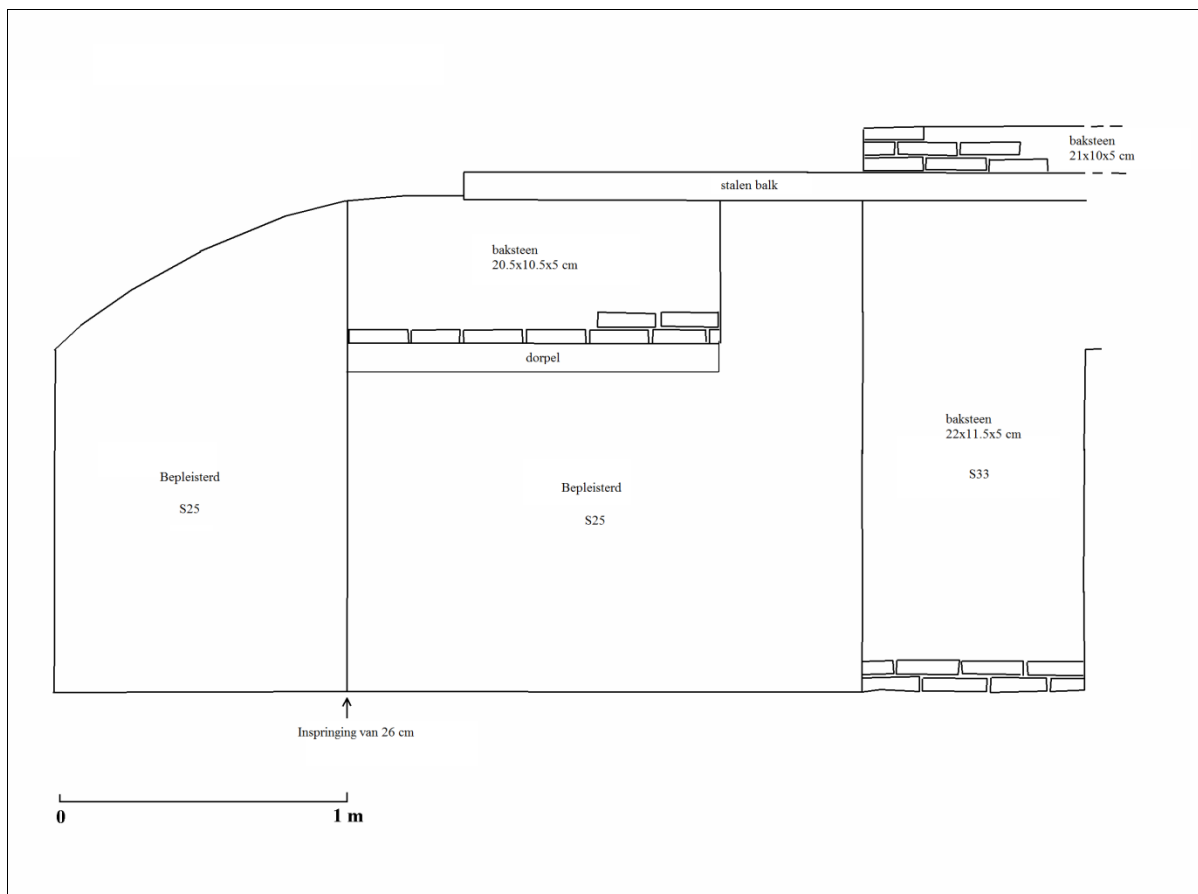 baksteen
21x10x5 cm
stalen balk
baksteen
20.5x10.5x5 cm
dorpel
baksteen
22x11.5x5 cm
S33
Bepleisterd
S25
Bepleisterd
S25
Inspringing van 26 cm
0 1 m